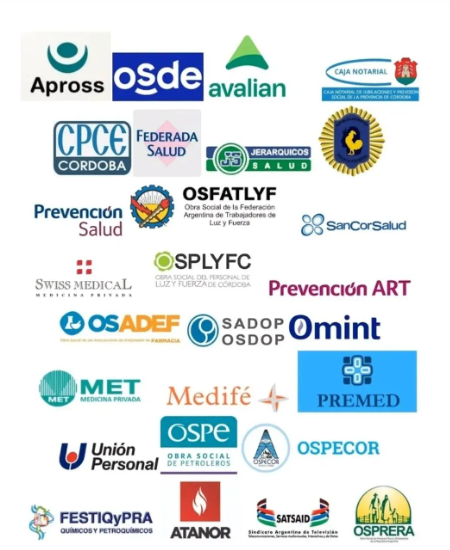 Apross
osde
avalian
CAJA NOTARIAL
CAJA NOTARIAL DE JUBILACIONES Y PREVISIÓN
SOCIAL DE LA PROVINCIA DE CÓRDOBA
CPCE
CORDOBA
FEDERADA
SALUD
JERARQUICOS
SALUD
Prevención
Salud
OSFATLYF
Obra Social de la Federación
Argentina de Trabajadores de
Luz y Fuerza
SanCorSalud
SWISS MEDICAL
MEDICINA PRIVADA
OSPLYFC
OBRA SOCIAL DEL PERSONAL DE
LUZ Y FUERZA DE CÓRDOBA
Prevención ART
OSADEF
FARMACIA
SADOP
OSDOP
Omint
MET
MET
MEDICINA PRIVADA
Medifé
PREMED
Unión
Personal
OSPE
OBRA SOCIAL
DE PETROLEROS
OSPECOR
OSPECOR
FESTIQyPRA
QUÍMICOS Y PETROQUÍMICOS
ATANOR
SATSAID
Sindicato Argentino de Televisión
OSPRERA